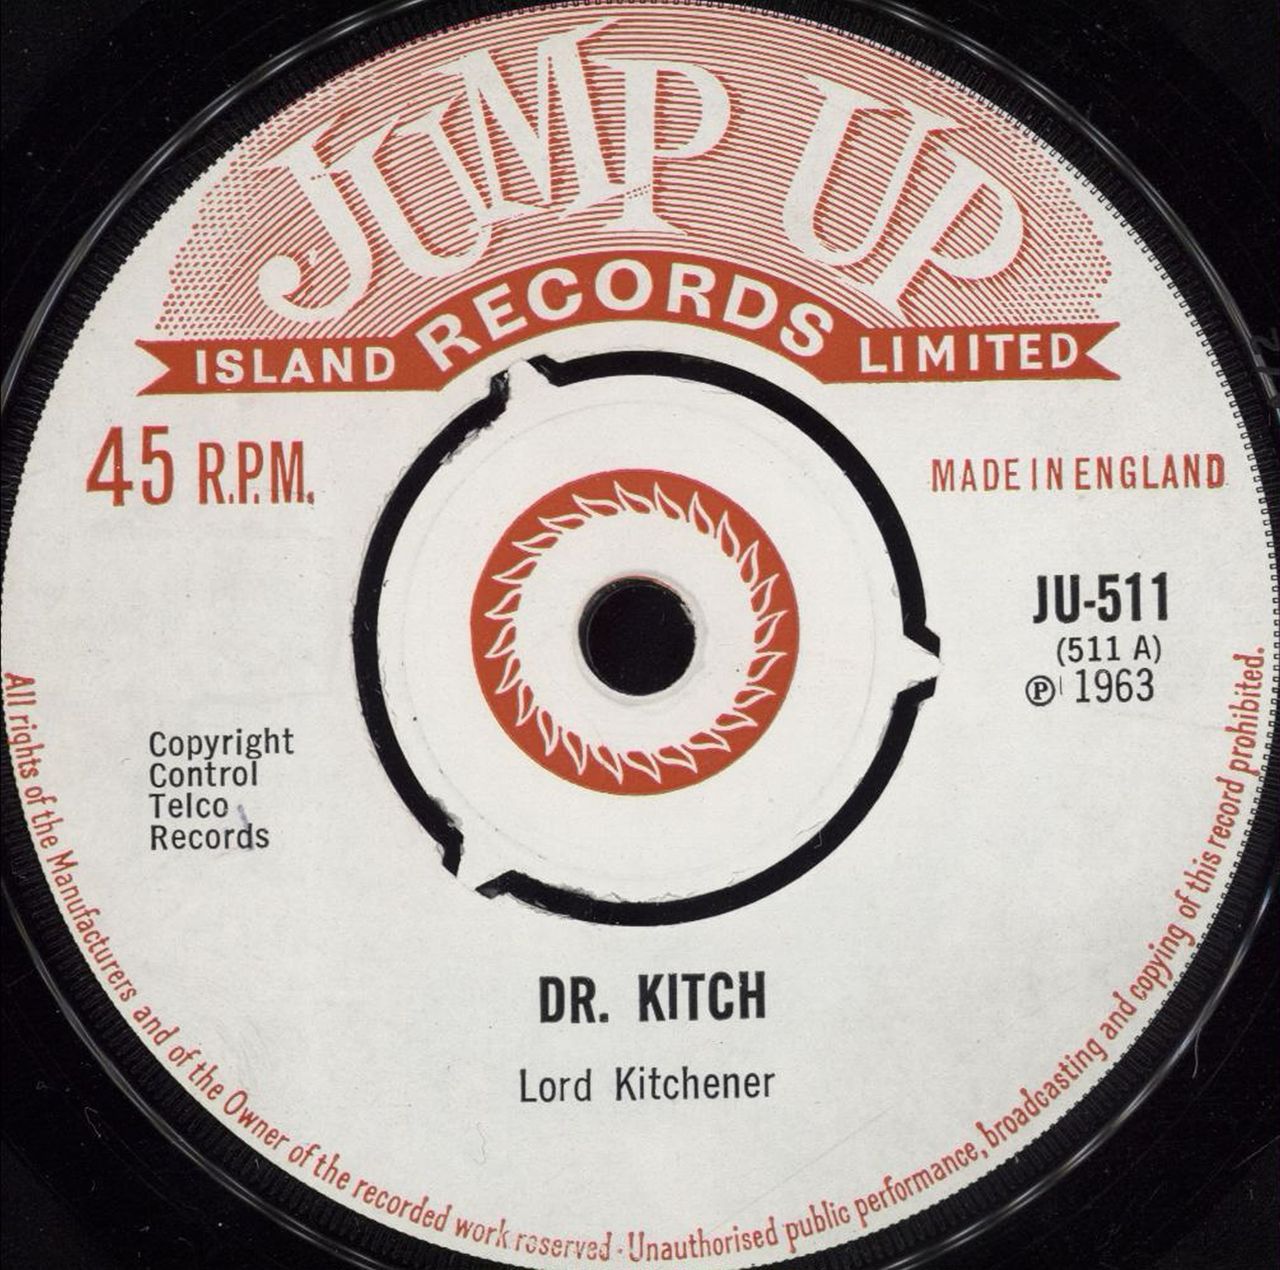 JUMP UP
ISLAND RECORDS LIMITED
45 R.P.M.
MADE IN ENGLAND
JU-511
(511 A)
Ⓟ 1963
Copyright
Control
Telco
Records
DR. KITCH
Lord Kitchener
All rights of the Manufacturers and of the Owner of the recorded work reserved · Unauthorised public performance, broadcasting and copying of this record prohibited.